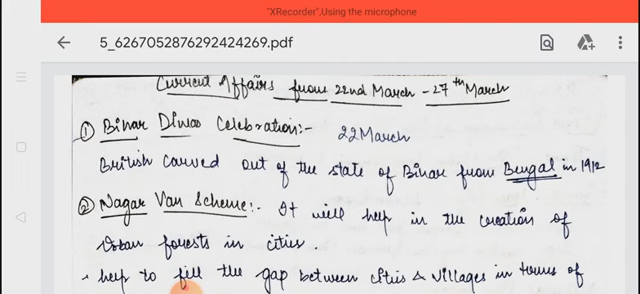 "XRecorder",Using the microphone
5_6267052876292424269.pdf
Current Affairs from 22nd March - 27th March
① Bihar Diwas Celebration:- 22 March
British Carved out of the state of Bihar from Bengal in 1912
② Nagar Van Scheme:- It will help in the creation of
Urban forests in cities.
help to fill the gap between cities & villages in terms of